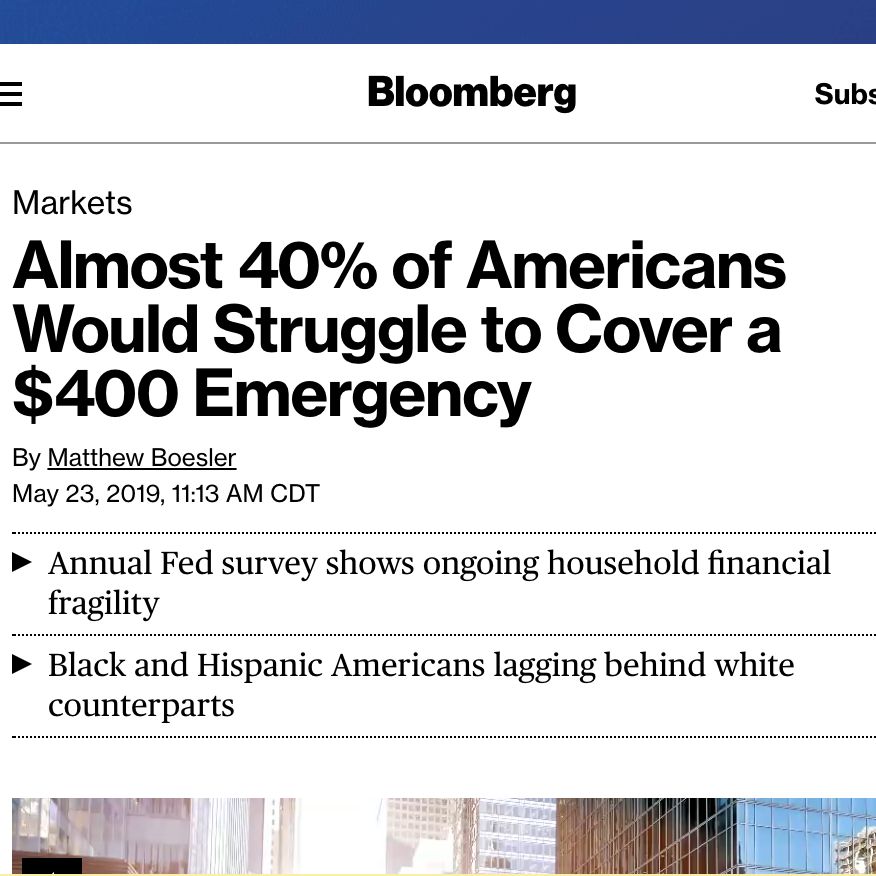 Bloomberg
Markets
Almost 40% of Americans
Would Struggle to Cover a
$400 Emergency
By Matthew Boesler
May 23, 2019, 11:13 AM CDT
Annual Fed survey shows ongoing household financial
fragility
Black and Hispanic Americans lagging behind white
counterparts